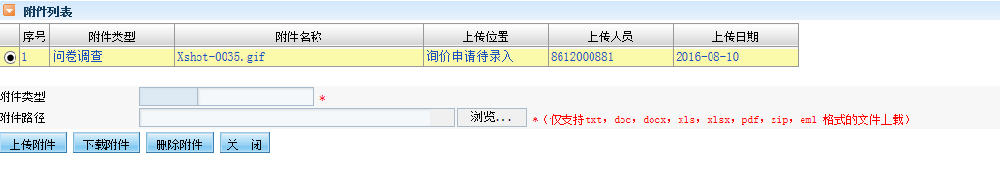 附件列表
序号 附件类型 附件名称 上传位置 上传人员 上传日期
1 问卷调查 Xshot-0035.gif 询价申请待录入 8612000881 2016-08-10
附件类型 *
附件路径 浏览... *（仅支持txt，doc，docx，xls，xlsx，pdf，zip，eml 格式的文件上载）
上传附件 下载附件 删除附件 关 闭